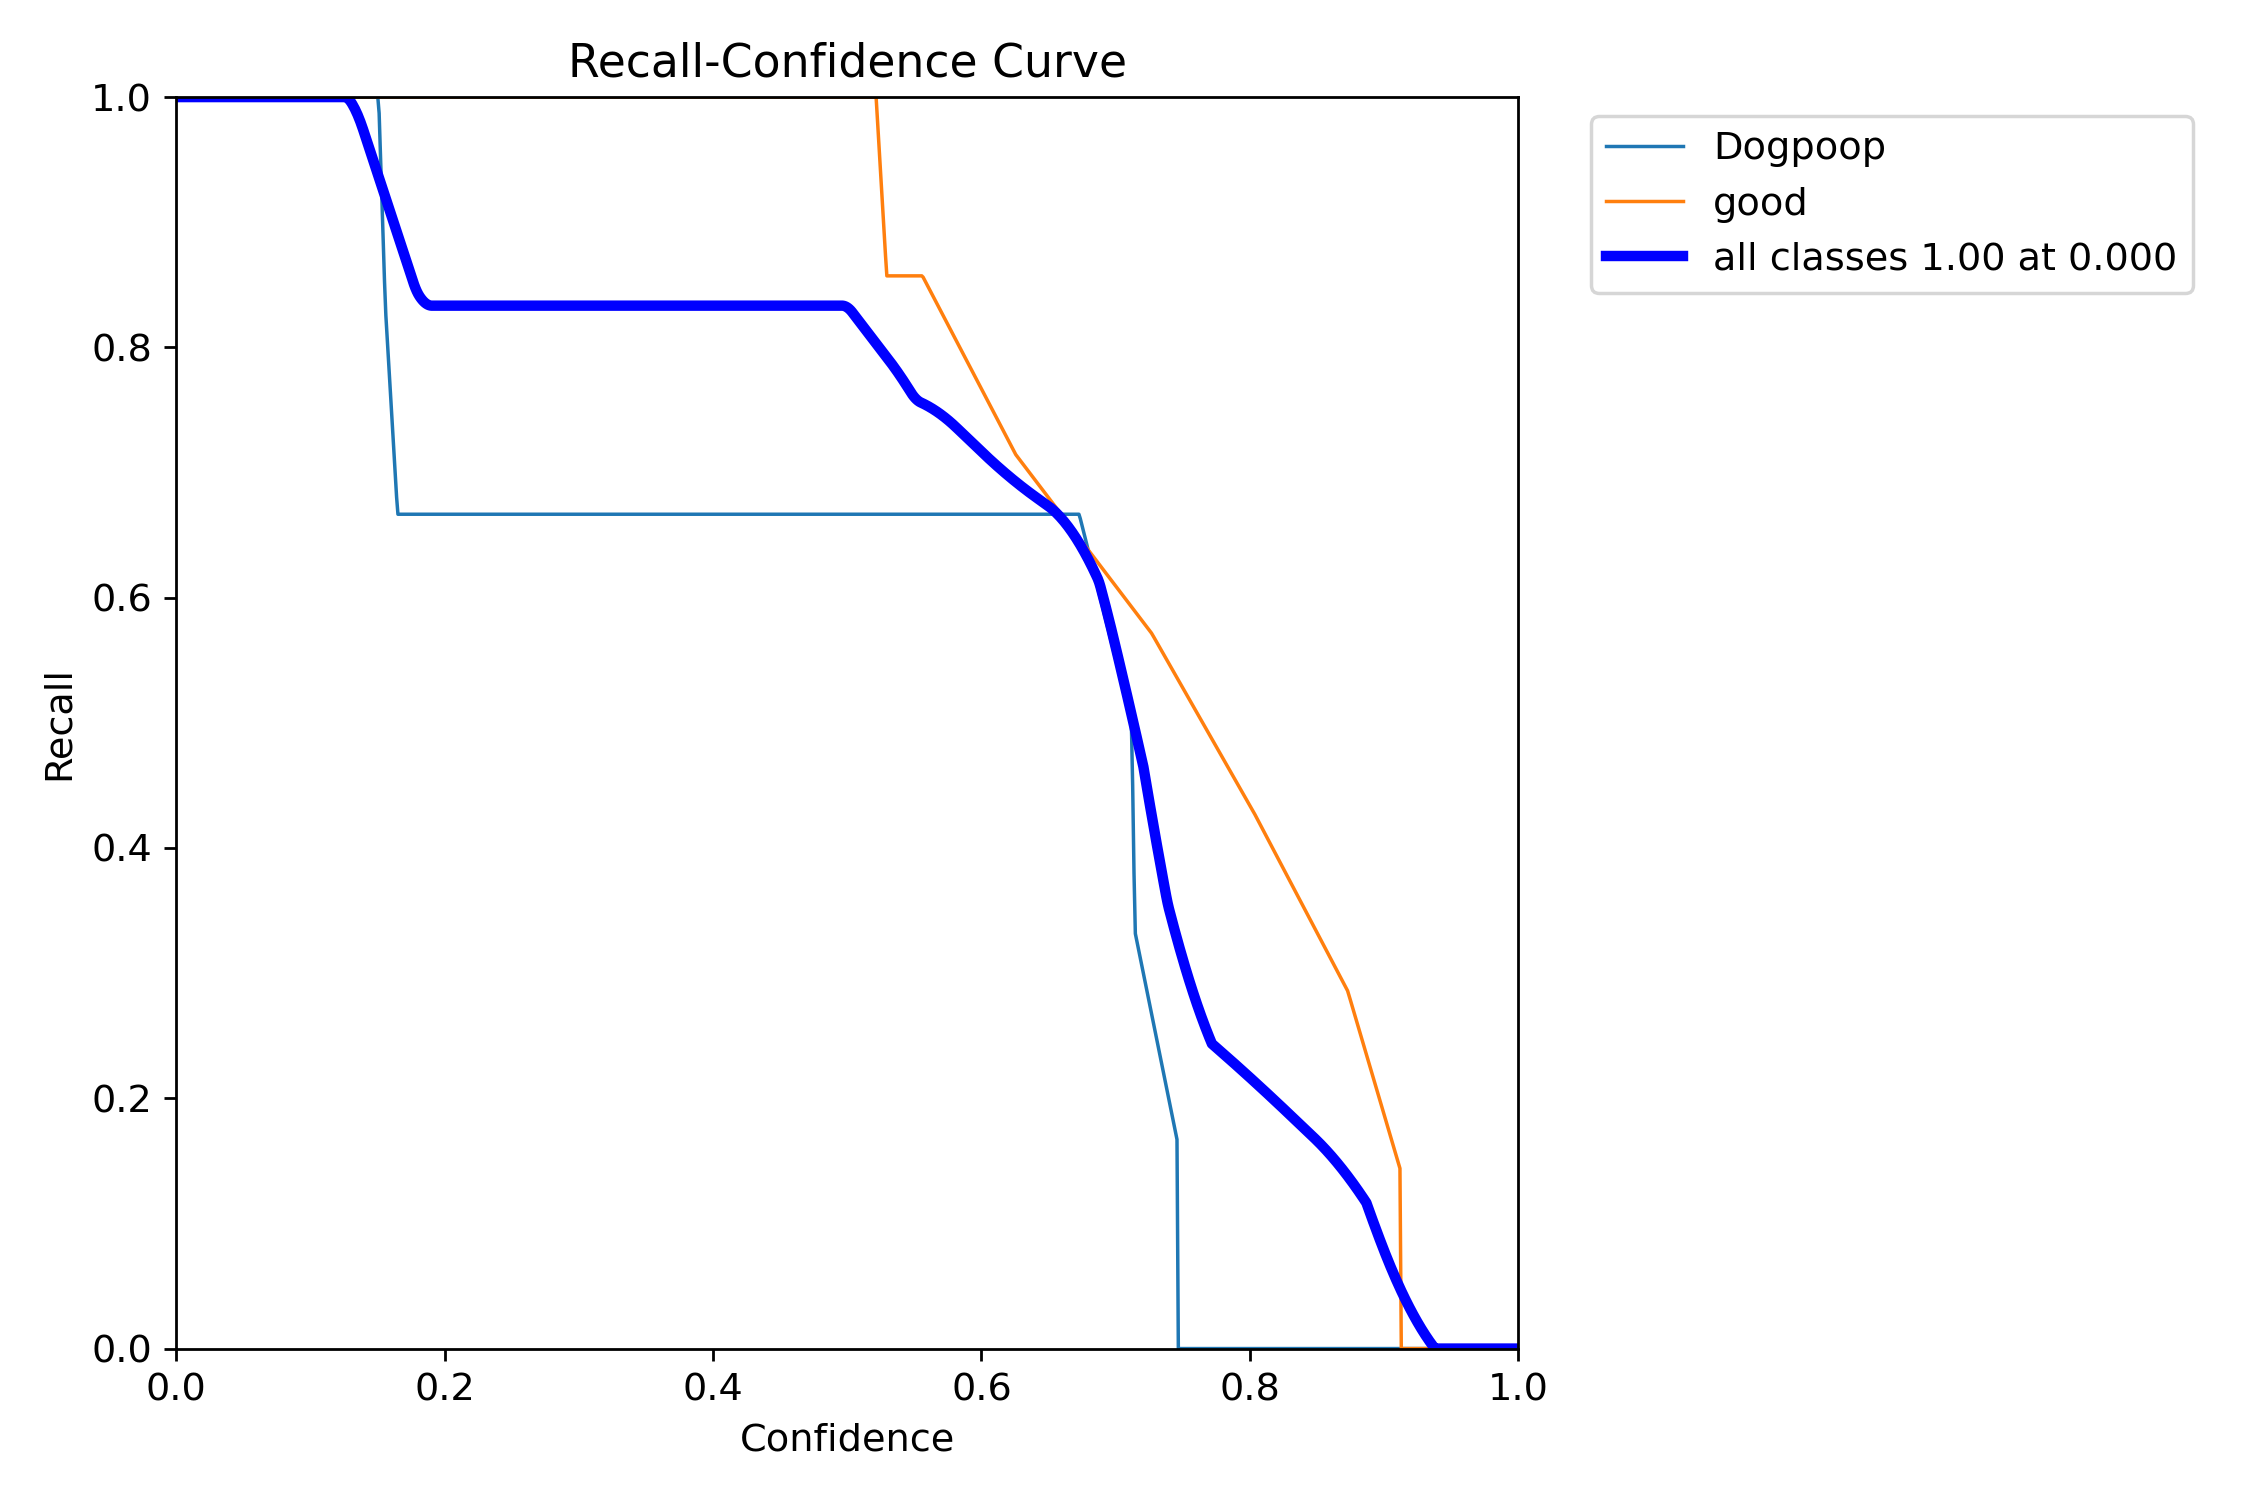 Recall-Confidence Curve
1.0
0.8
0.6
0.4
0.2
0.0
Recall
0.0 0.2 0.4 0.6 0.8 1.0
Confidence
Dogpoop
good
all classes 1.00 at 0.000